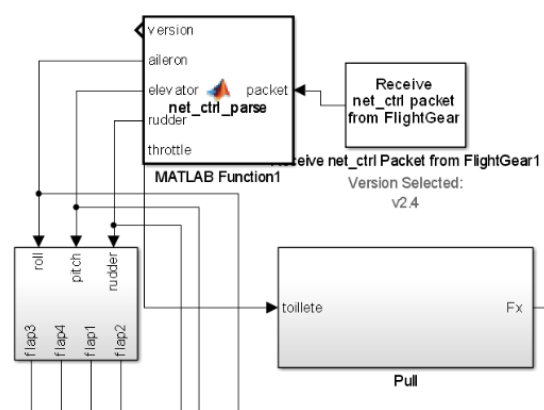 version
aileron
elevator
packet
net_ctrl_parse
rudder
throttle
MATLAB Function1
Receive
net_ctrl packet
from FlightGear
Receive net_ctrl Packet from FlightGear1
Version Selected:
v2.4
roll
pitch
rudder
flap3
flap4
flap1
flap2
toillete
Fx
Pull